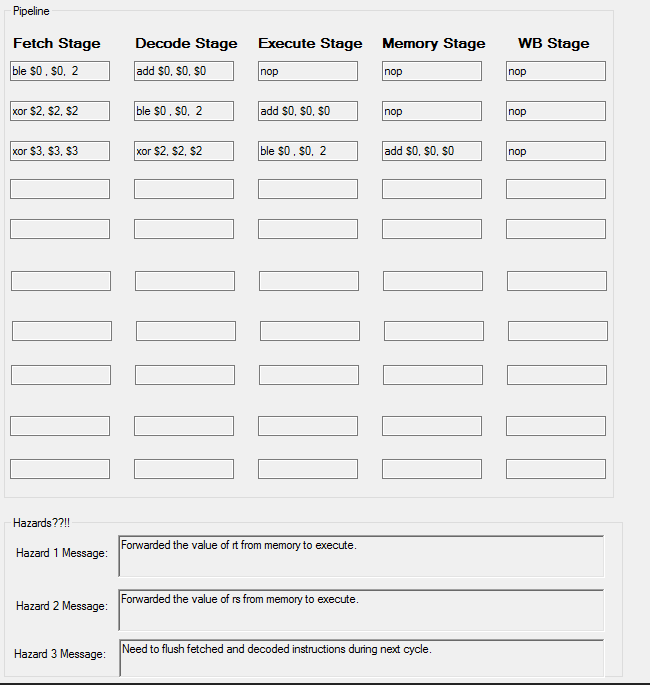 Pipeline
Fetch Stage Decode Stage Execute Stage Memory Stage WB Stage
ble $0 , $0,  2 add $0, $0, $0 nop nop nop
xor $2, $2, $2 ble $0 , $0,  2 add $0, $0, $0 nop nop
xor $3, $3, $3 xor $2, $2, $2 ble $0 , $0,  2 add $0, $0, $0 nop
Hazards??!!
Hazard 1 Message: Forwarded the value of rt from memory to execute.
Hazard 2 Message: Forwarded the value of rs from memory to execute.
Hazard 3 Message: Need to flush fetched and decoded instructions during next cycle.